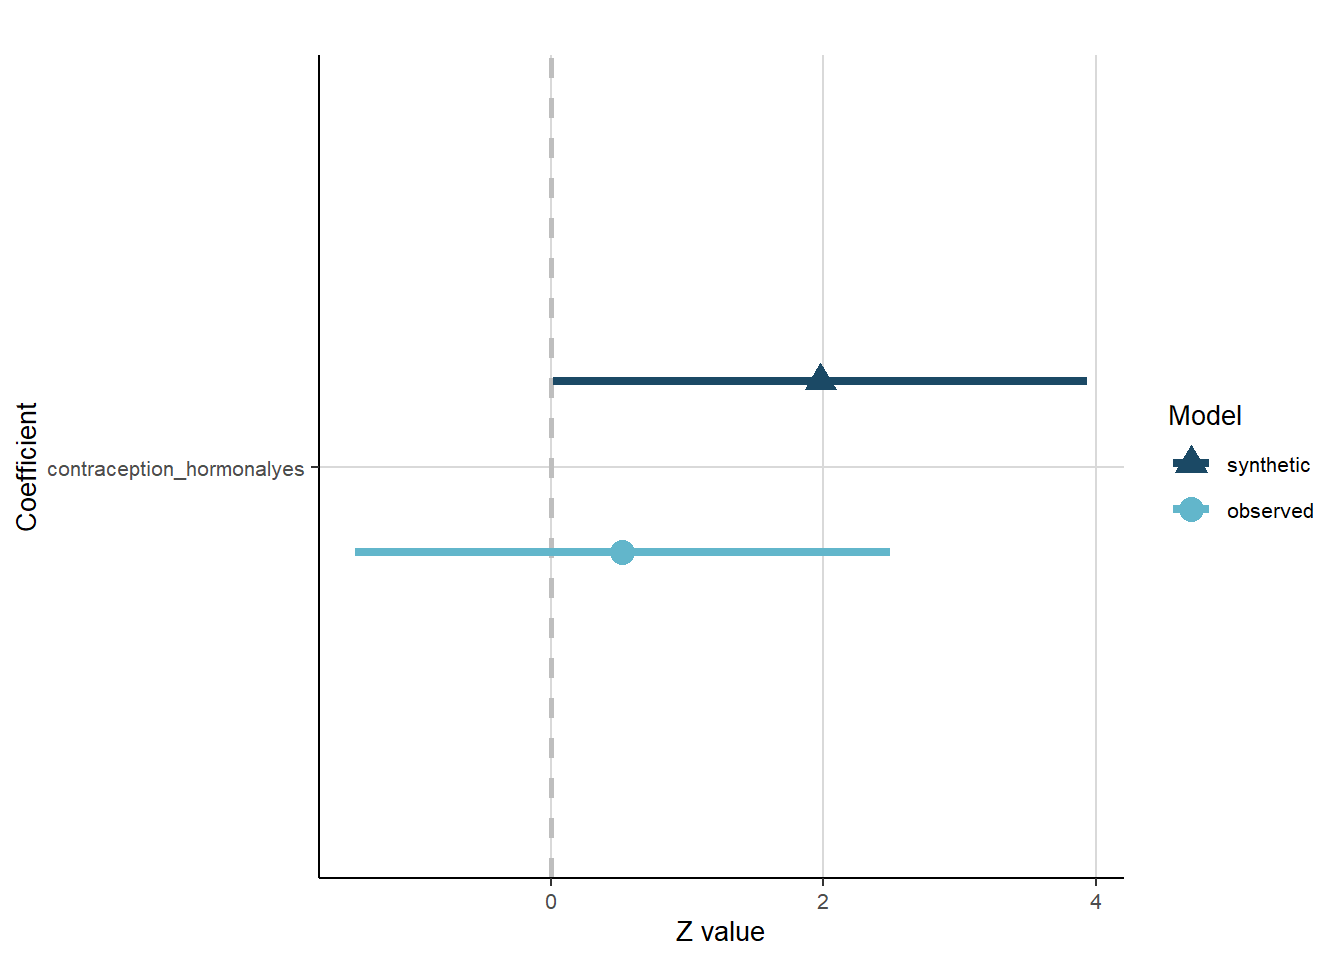 Coefficient
contraception_hormonalyes
0
2
4
Z value
Model
synthetic
observed